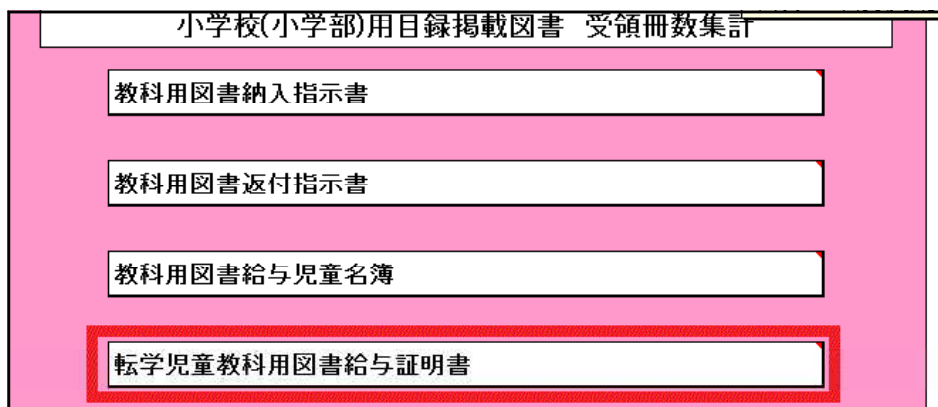 小学校(小学部)用目録掲載図書 受領冊数集計
教科用図書納入指示書
教科用図書返付指示書
教科用図書給与児童名簿
転学児童教科用図書給与証明書